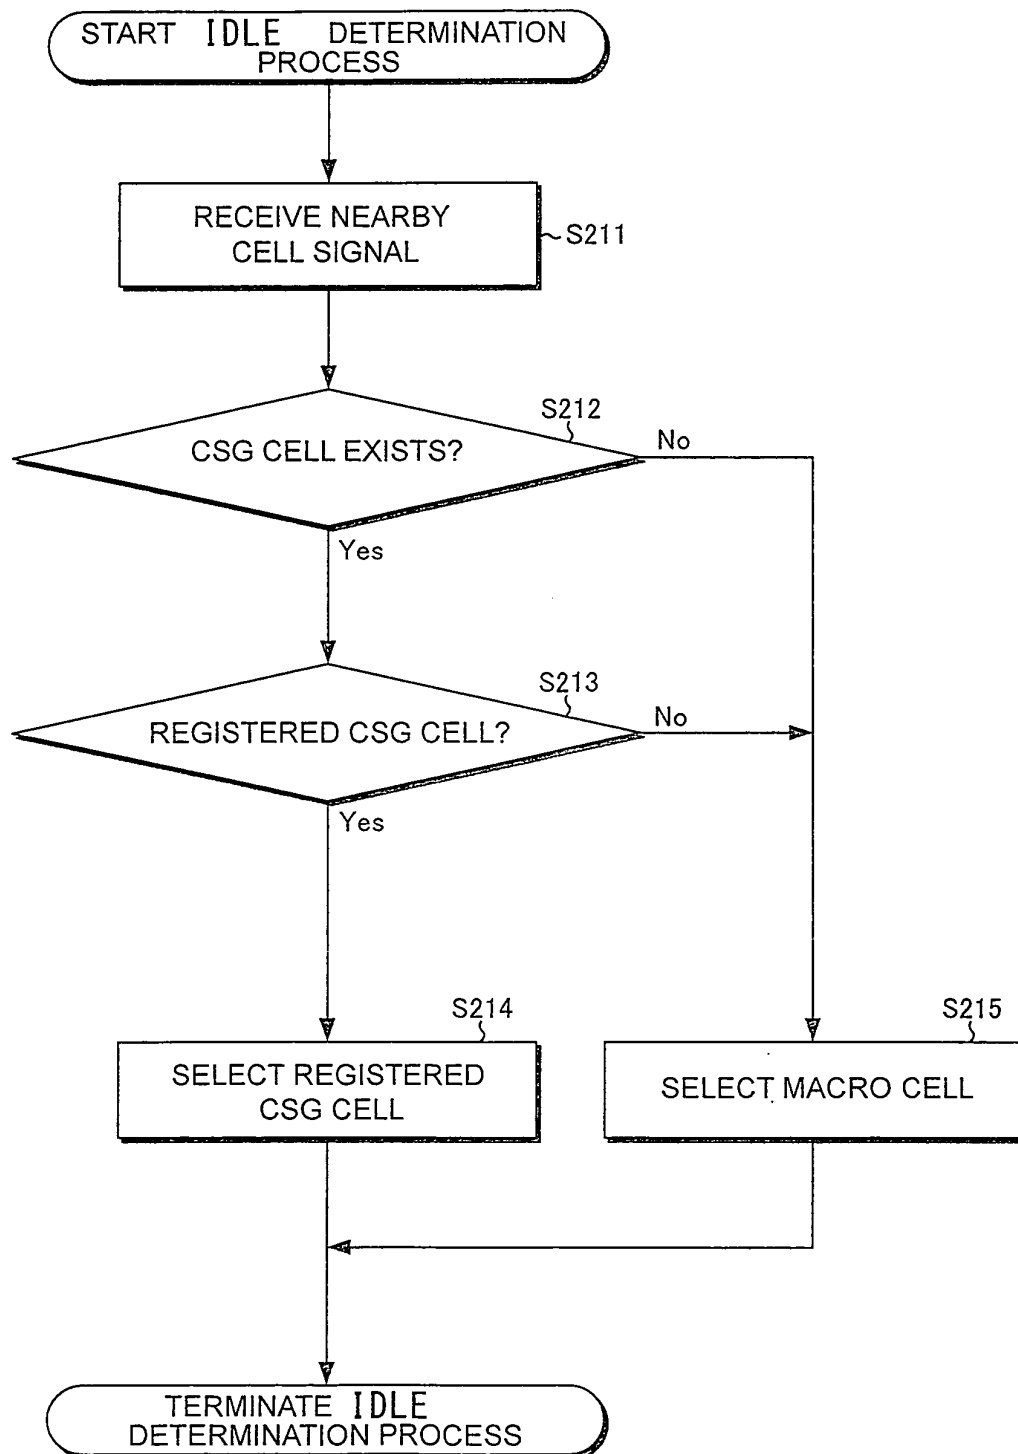 START IDLE DETERMINATION
PROCESS
RECEIVE NEARBY
CELL SIGNAL
S211
S212
CSG CELL EXISTS?
No
Yes
S213
REGISTERED CSG CELL?
No
Yes
S214
SELECT REGISTERED
CSG CELL
S215
SELECT MACRO CELL
TERMINATE IDLE
DETERMINATION PROCESS